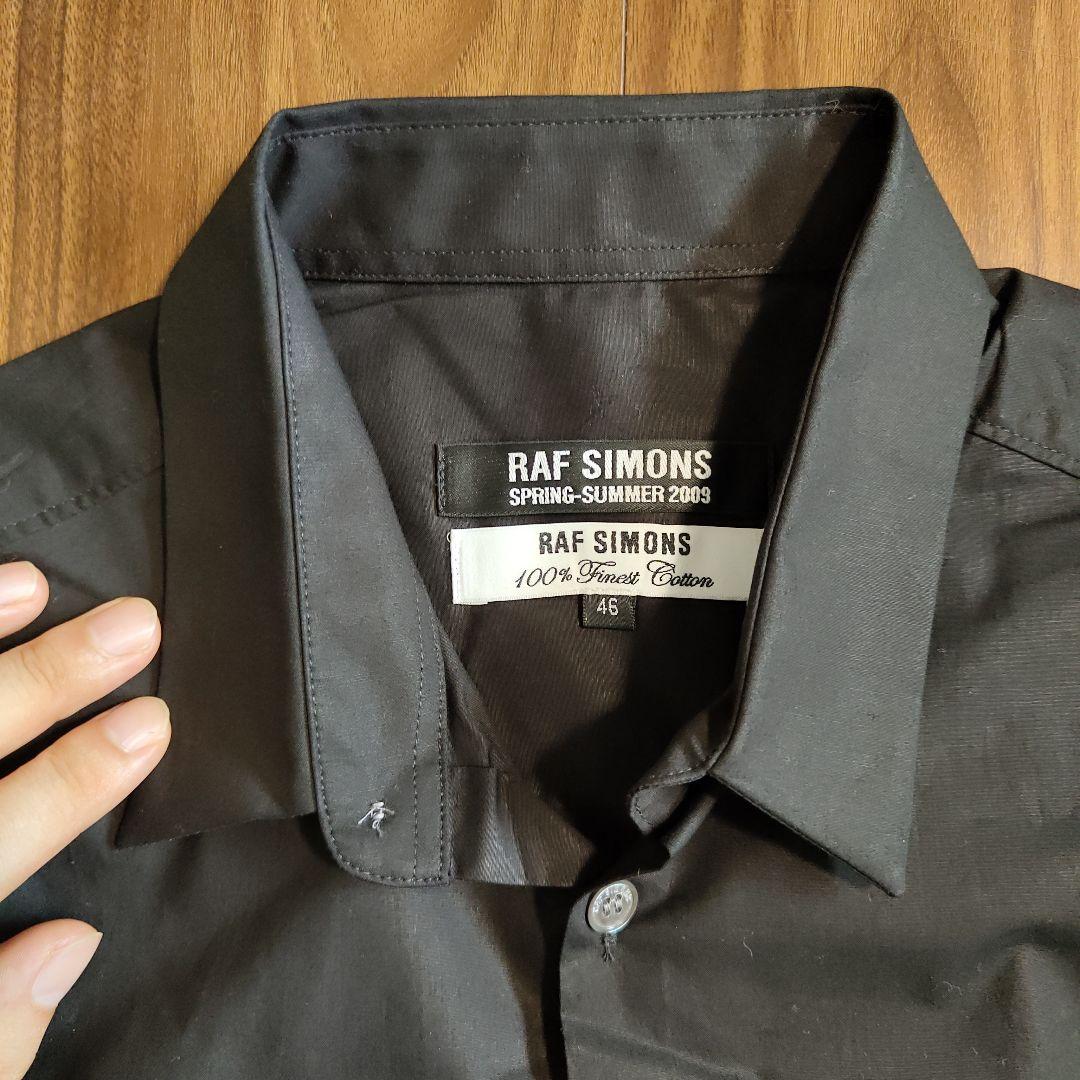 RAF SIMONS
SPRING-SUMMER 2009
RAF SIMONS
100% Finest Cotton
46